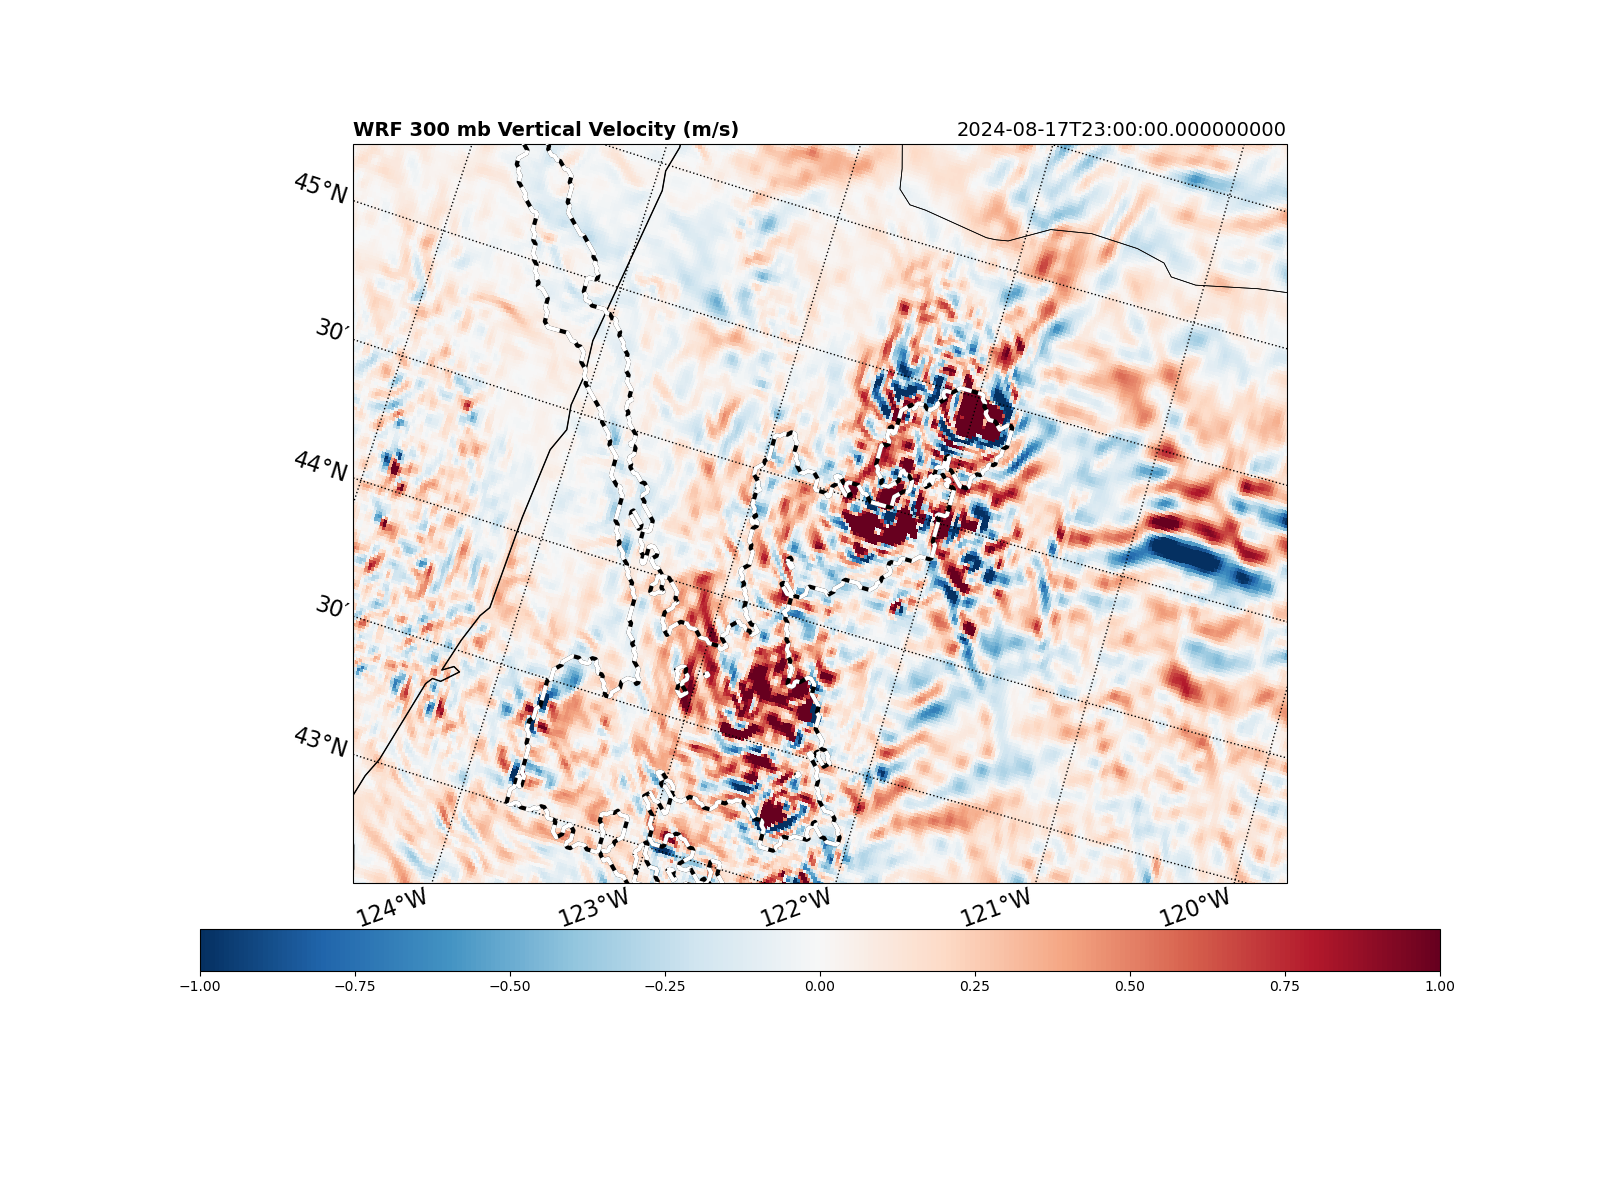 WRF 300 mb Vertical Velocity (m/s) 2024-08-17T23:00:00.000000000
45°N
30′
44°N
30′
43°N
124°W 123°W 122°W 121°W 120°W
−1.00 −0.75 −0.50 −0.25 0.00 0.25 0.50 0.75 1.00